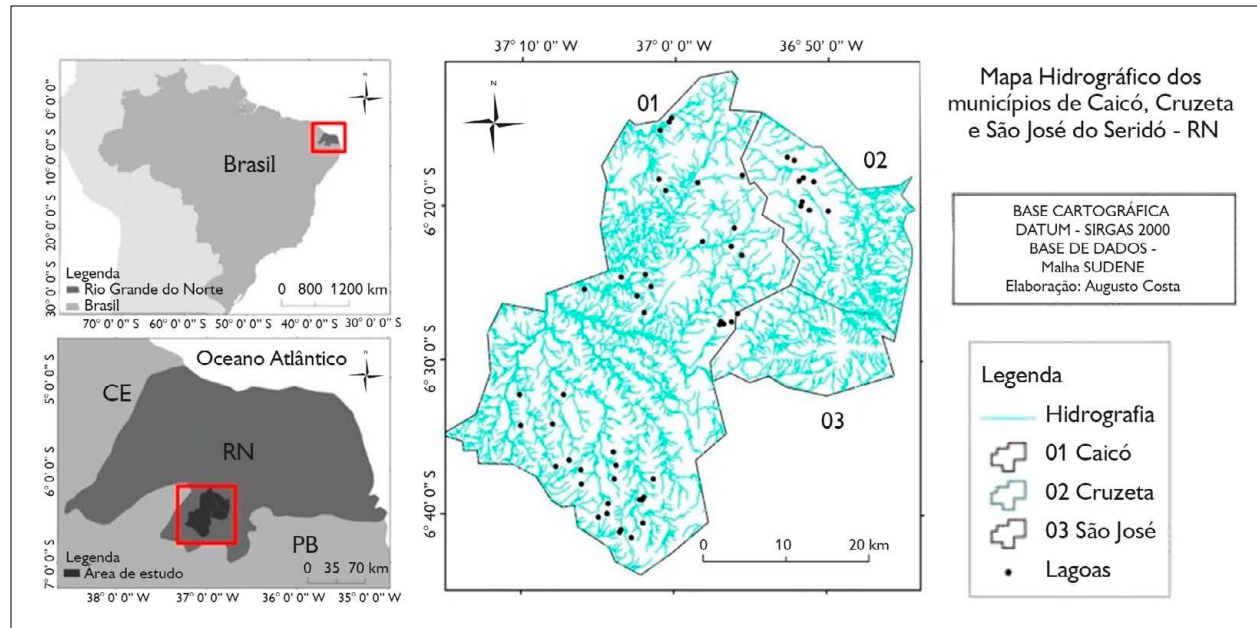 37° 10' 0'' W
37° 0' 0'' W
36° 50' 0'' W
6° 20' 0'' S
6° 30' 0'' S
6° 40' 0'' S
N
01
02
03
0 10 20 km
N
0° 0' 0'' S
10° 0' 0'' S
20° 0' 0'' S
30° 0' 0'' S
Brasil
Legenda
Rio Grande do Norte
Brasil
0 800 1200 km
70° 0' 0'' S
60° 0' 0'' S
50° 0' 0'' S
40° 0' 0'' S
30° 0' 0'' S
Oceano Atlântico
N
5° 0' 0'' S
6° 0' 0'' S
7° 0' 0'' S
CE
RN
PB
Legenda
Area de estudo
0 35 70 km
38° 0' 0'' W
37° 0' 0'' W
36° 0' 0'' W
35° 0' 0'' W
Mapa Hidrográfico dos
municípios de Caicó, Cruzeta
e São José do Seridó - RN
BASE CARTOGRÁFICA
DATUM - SIRGAS 2000
BASE DE DADOS -
Malha SUDENE
Elaboração: Augusto Costa
Legenda
Hidrografia
01 Caicó
02 Cruzeta
03 São José
Lagoas